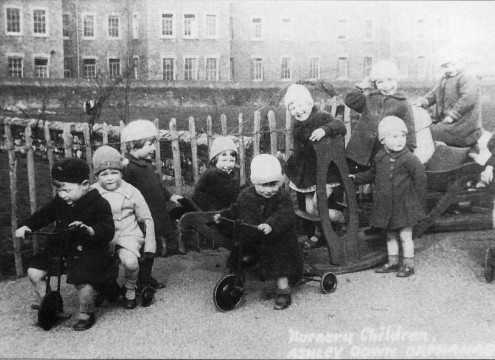 Nursery Children
ASHLEY DOWN ORPHANAGE